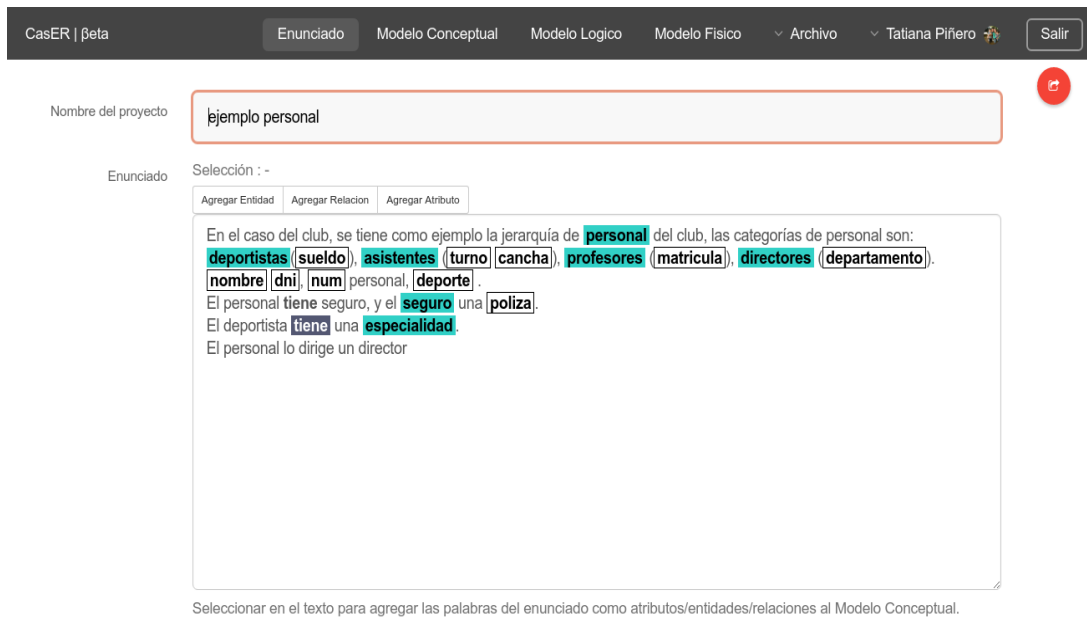 CasER | βeta Enunciado Modelo Conceptual Modelo Logico Modelo Fisico Archivo Tatiana Piñero Salir
Nombre del proyecto ejemplo personal
Enunciado Selección : -
Agregar Entidad Agregar Relacion Agregar Atributo
En el caso del club, se tiene como ejemplo la jerarquía de personal del club, las categorías de personal son:
deportistas (sueldo), asistentes (turno cancha), profesores (matricula), directores (departamento).
nombre dni, num personal, deporte .
El personal tiene seguro, y el seguro una poliza.
El deportista tiene una especialidad.
El personal lo dirige un director
Seleccionar en el texto para agregar las palabras del enunciado como atributos/entidades/relaciones al Modelo Conceptual.